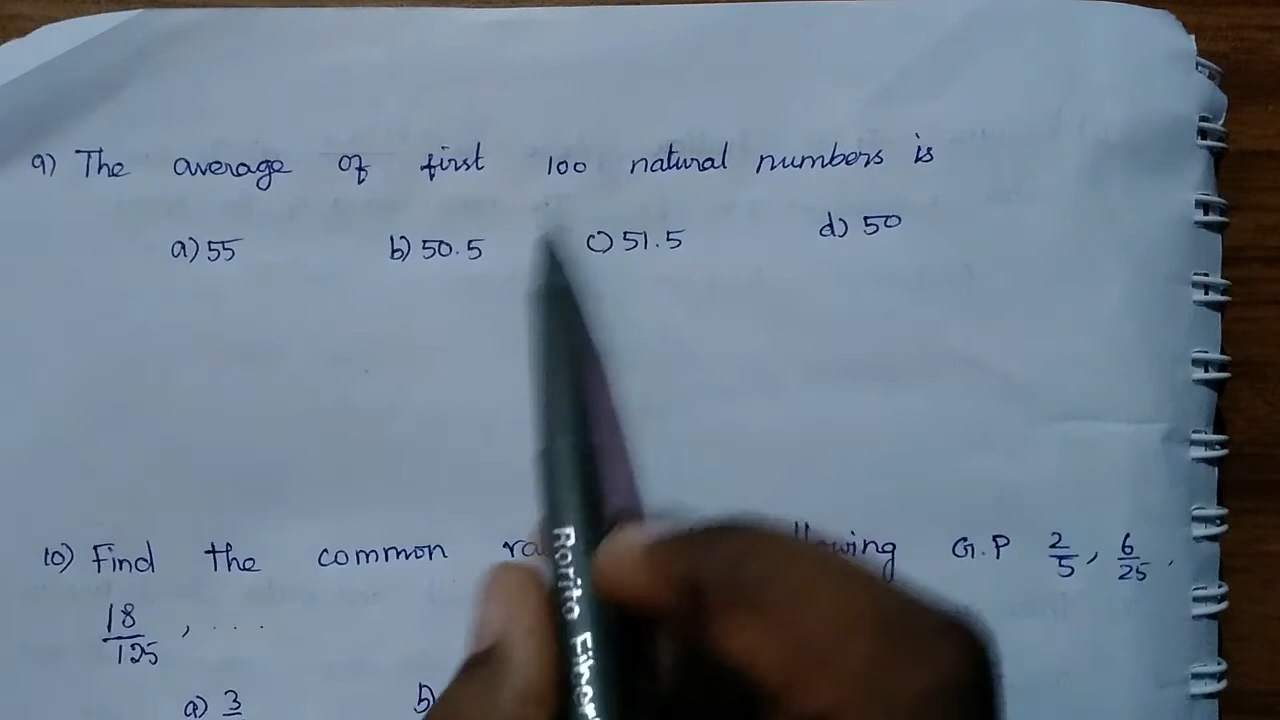 9) The average of first 100 natural numbers is
a) 55 b) 50.5 c) 51.5 d) 50
10) Find the common G.P 2/5, 6/25,
18/125, ....
a) 3 b)
Rorito